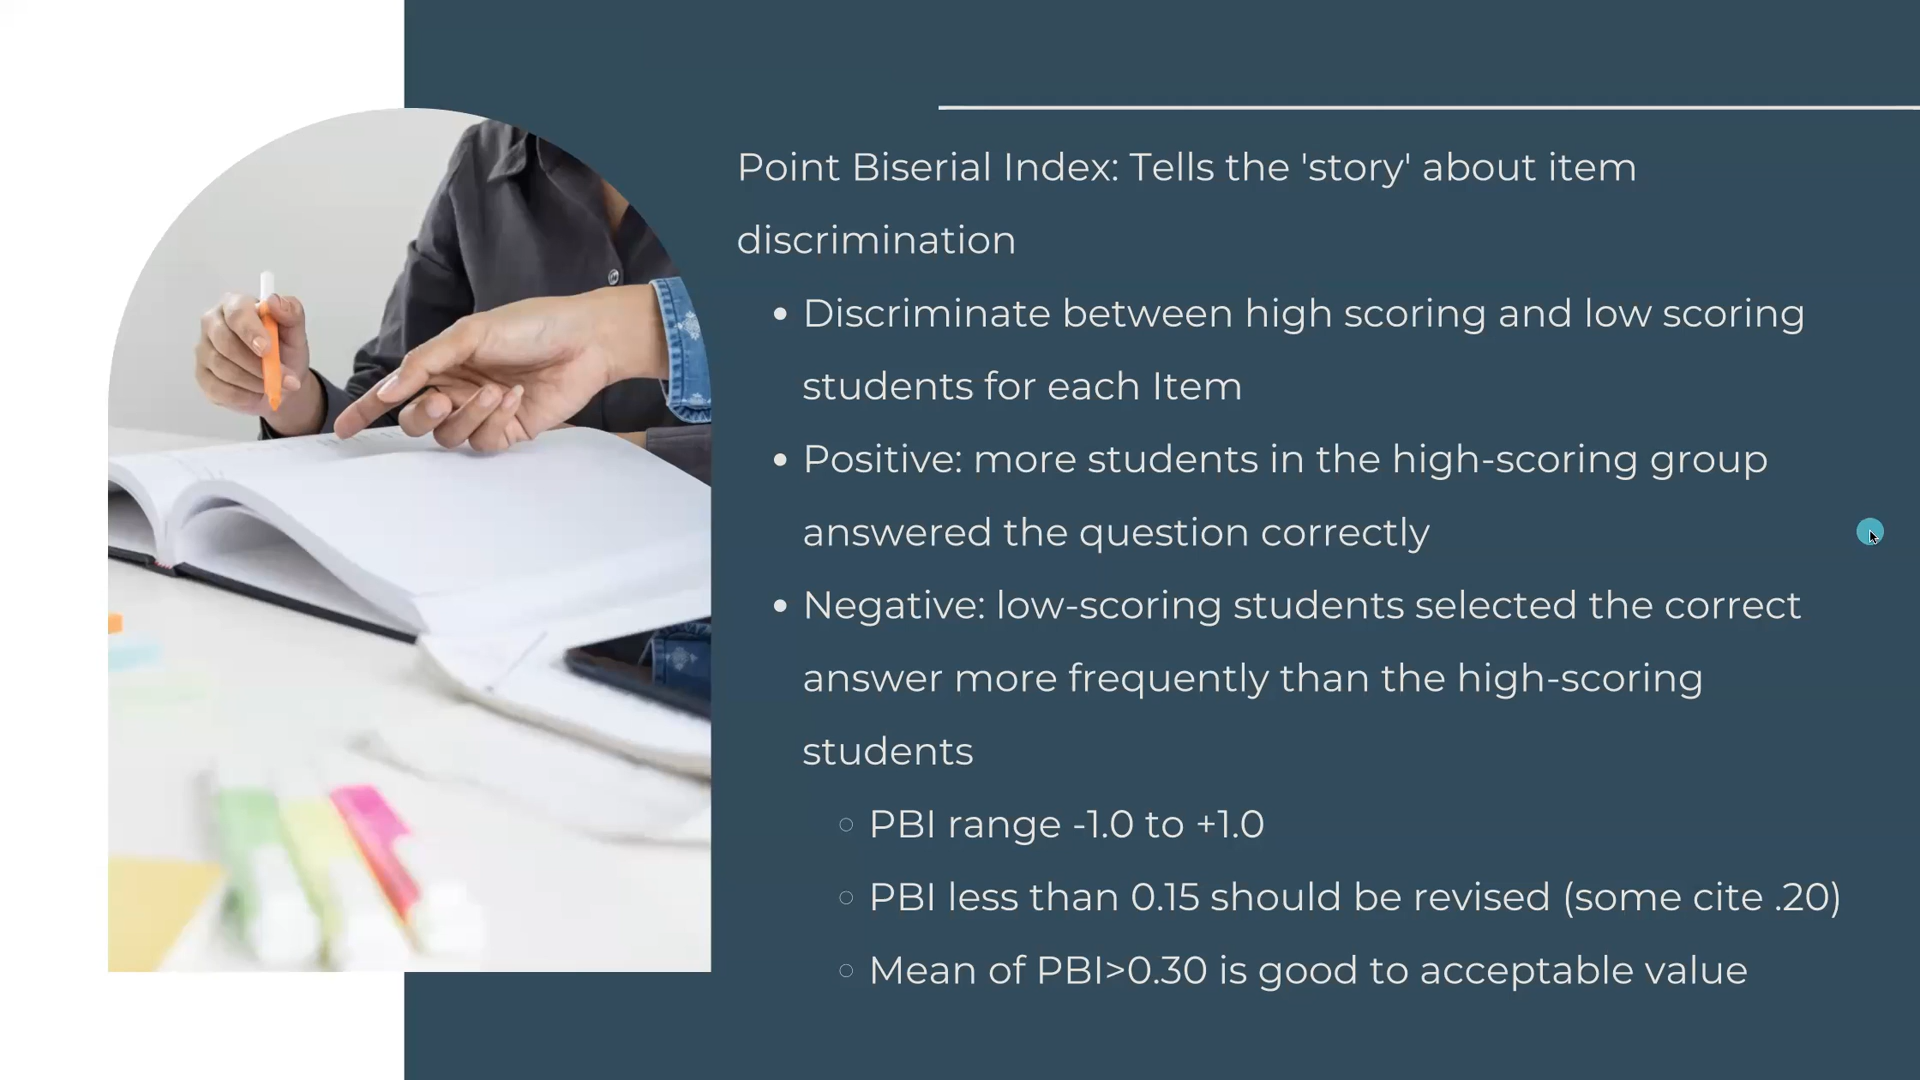 Point Biserial Index: Tells the 'story' about item
discrimination
• Discriminate between high scoring and low scoring
students for each Item
• Positive: more students in the high-scoring group
answered the question correctly
• Negative: low-scoring students selected the correct
answer more frequently than the high-scoring
students
○ PBI range -1.0 to +1.0
○ PBI less than 0.15 should be revised (some cite .20)
○ Mean of PBI>0.30 is good to acceptable value